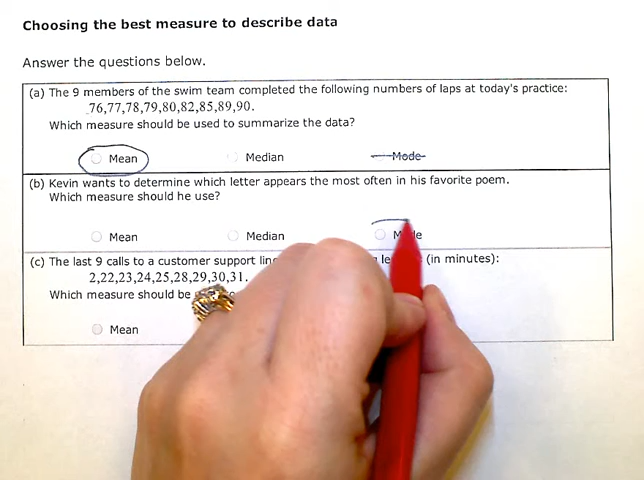 Choosing the best measure to describe data
Answer the questions below.
(a) The 9 members of the swim team completed the following numbers of laps at today's practice:
76,77,78,79,80,82,85,89,90.
Which measure should be used to summarize the data?
Mean Median Mode
(b) Kevin wants to determine which letter appears the most often in his favorite poem.
Which measure should he use?
Mean Median
(c) The last 9 calls to a customer support (in minutes):
2,22,23,24,25,28,29,30,31.
Which measure should be
Mean